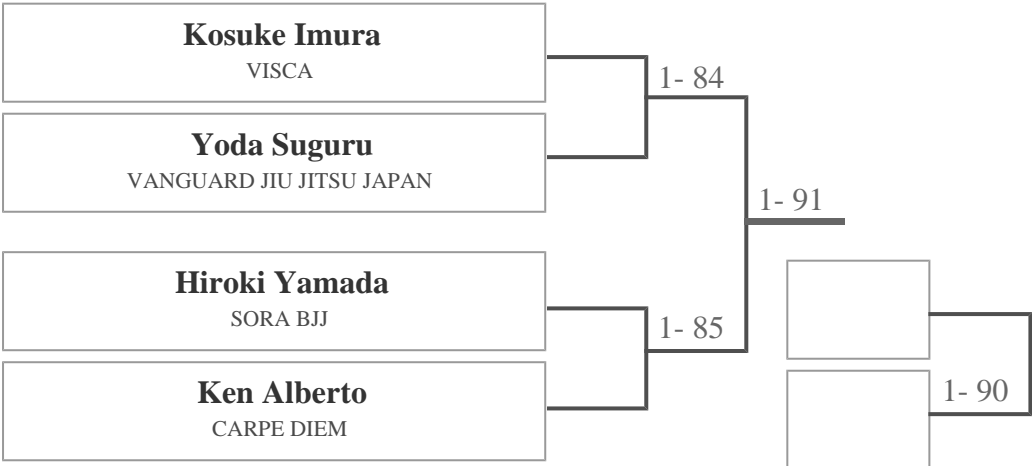 Kosuke Imura
VISCA
1- 84
Yoda Suguru
VANGUARD JIU JITSU JAPAN
1- 91
Hiroki Yamada
SORA BJJ
1- 85
Ken Alberto
CARPE DIEM
1- 90